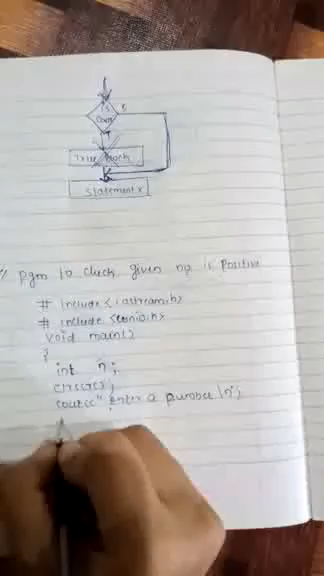 Is
Cond
F
True block
Statement x
// pgm to check given no is Positive
# include <iostream.h>
# include <conio.h>
void main()
{
int n;
clrscr();
cout<<"enter a number \n";